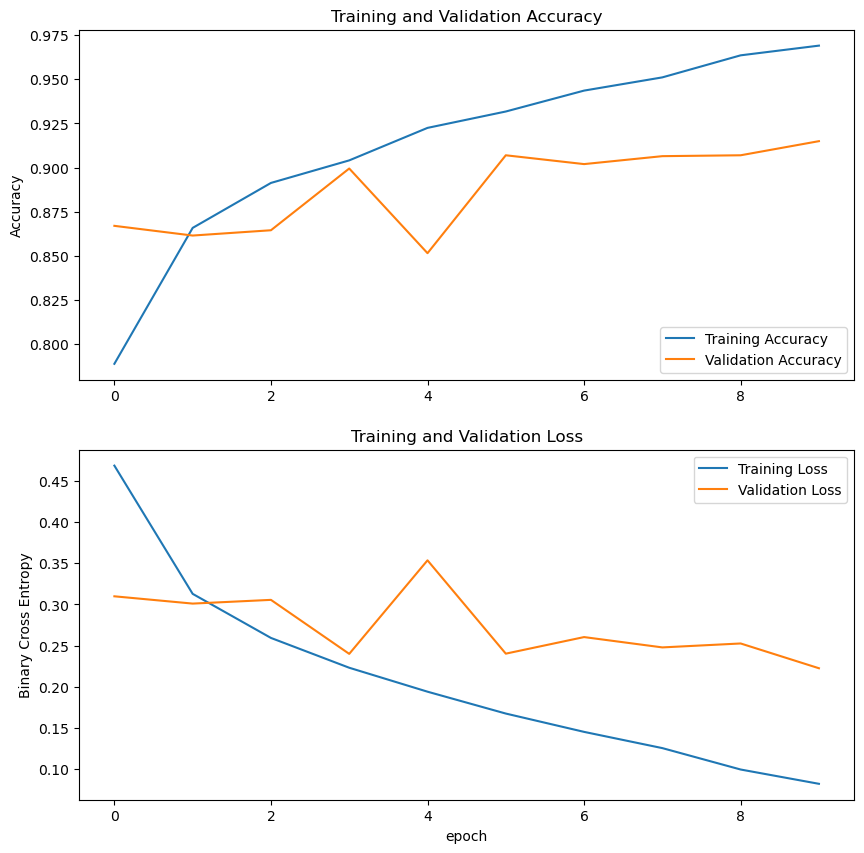 Training and Validation Accuracy
Accuracy
0.975
0.950
0.925
0.900
0.875
0.850
0.825
0.800
Training Accuracy
Validation Accuracy
0 2 4 6 8
Training and Validation Loss
Binary Cross Entropy
0.45
0.40
0.35
0.30
0.25
0.20
0.15
0.10
Training Loss
Validation Loss
0 2 4 6 8
epoch